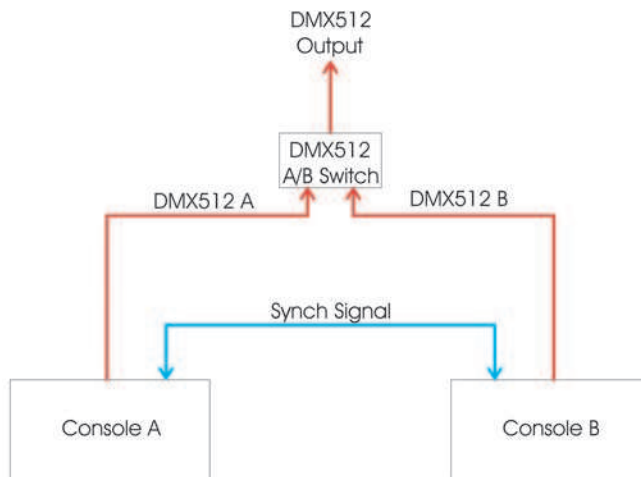 DMX512
Output
DMX512
A/B Switch
DMX512 A
DMX512 B
Synch Signal
Console A
Console B